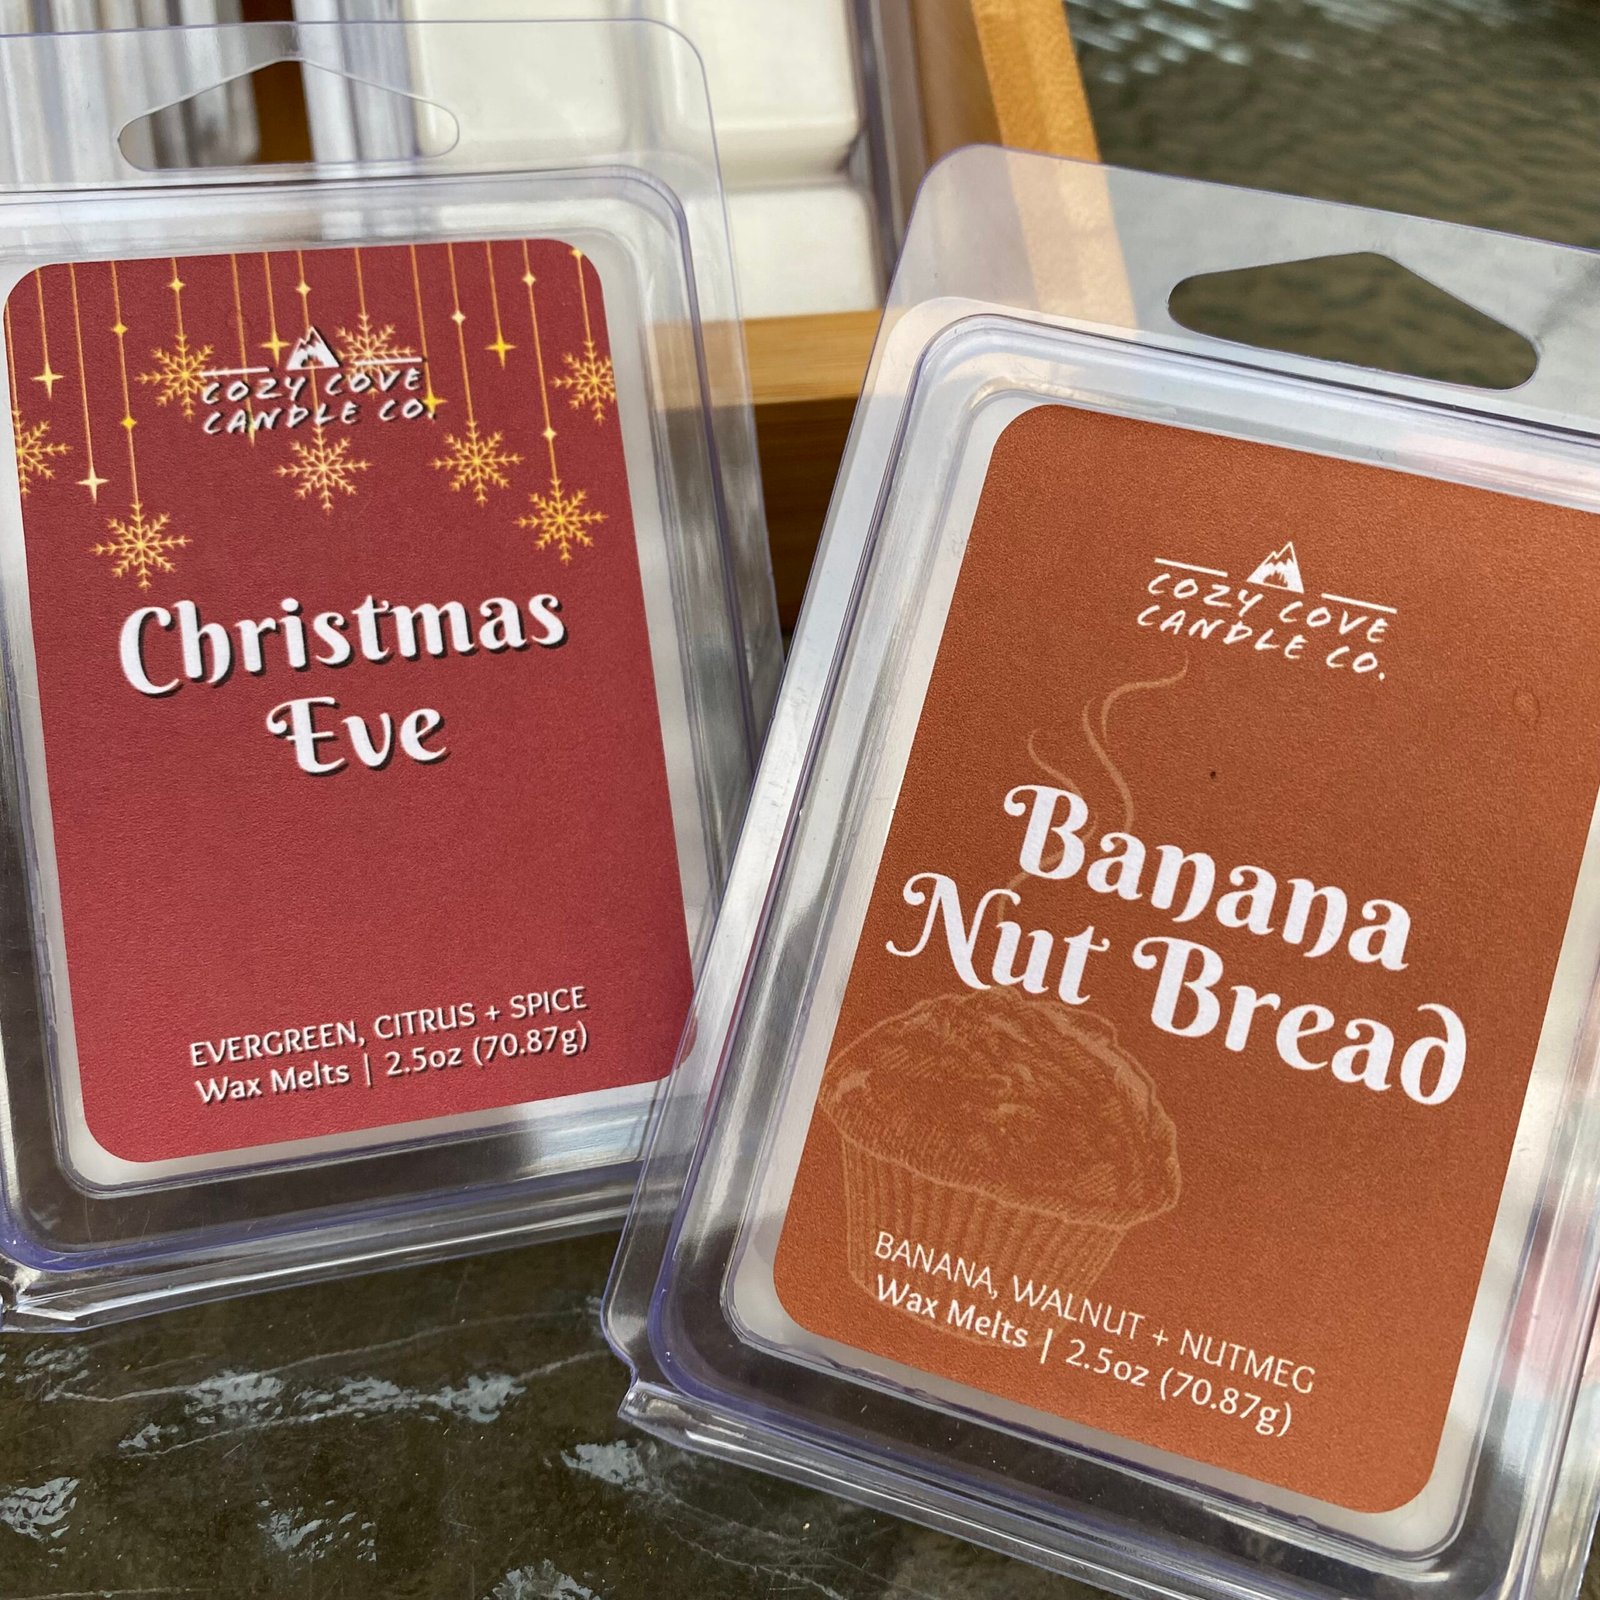 COZY COVE
CANDLE CO.
Christmas
Eve
EVERGREEN, CITRUS + SPICE
Wax Melts | 2.5oz (70.87g)
COZY COVE
CANDLE CO.
Banana
Nut Bread
BANANA, WALNUT + NUTMEG
Wax Melts | 2.5oz (70.87g)